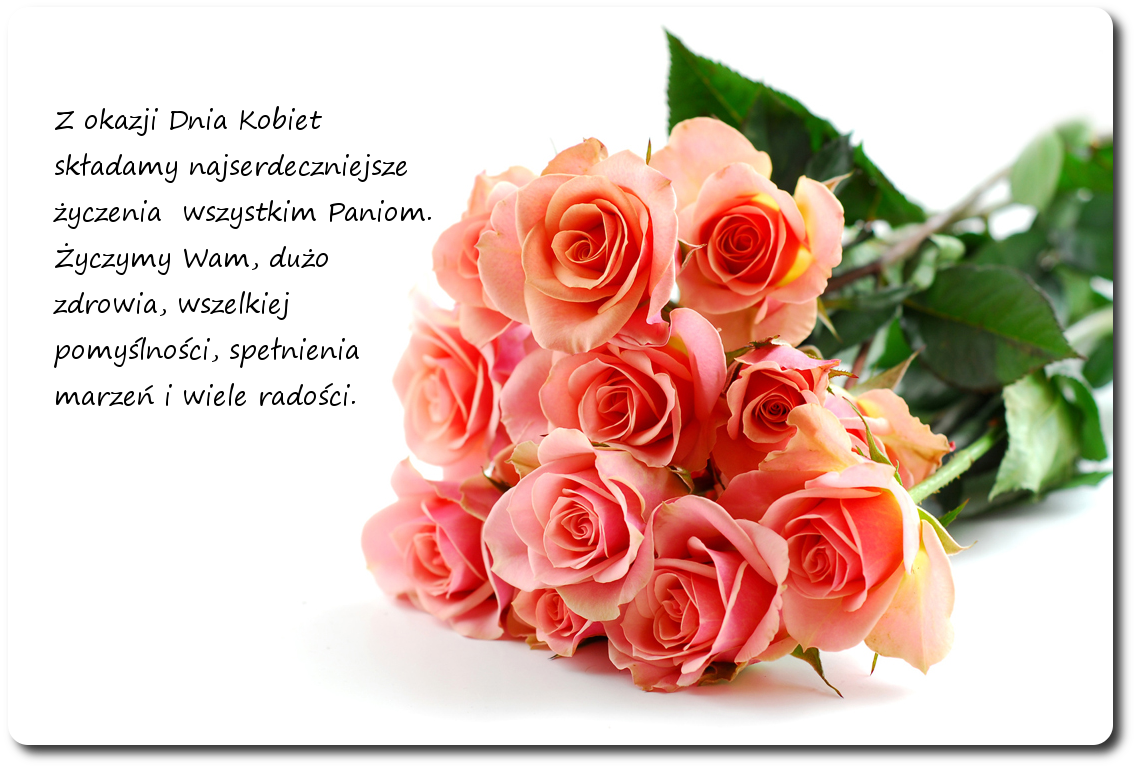 Z okazji Dnia Kobiet
składamy najserdeczniejsze
życzenia  wszystkim Paniom.
Życzymy Wam, dużo
zdrowia, wszelkiej
pomyślności, spełnienia
marzeń i wiele radości.